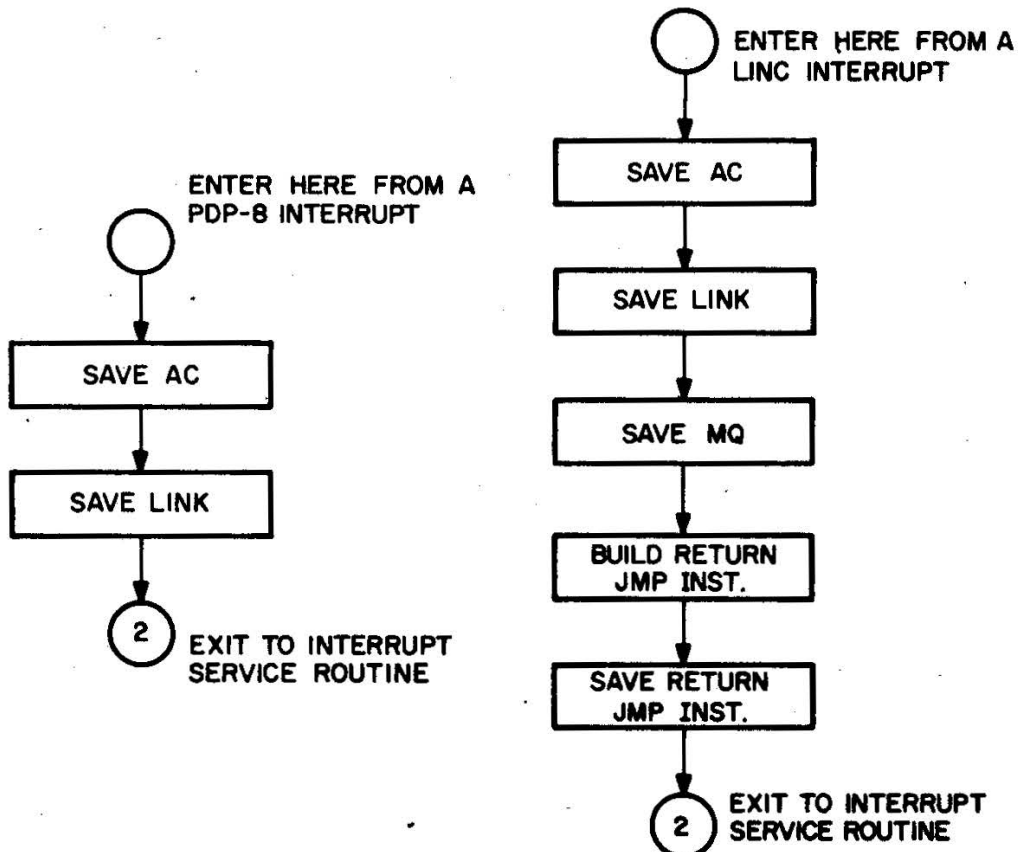 ENTER HERE FROM A
PDP-8 INTERRUPT
SAVE AC
SAVE LINK
2
EXIT TO INTERRUPT
SERVICE ROUTINE
ENTER HERE FROM A
LINC INTERRUPT
SAVE AC
SAVE LINK
SAVE MQ
BUILD RETURN
JMP INST.
SAVE RETURN
JMP INST.
2
EXIT TO INTERRUPT
SERVICE ROUTINE